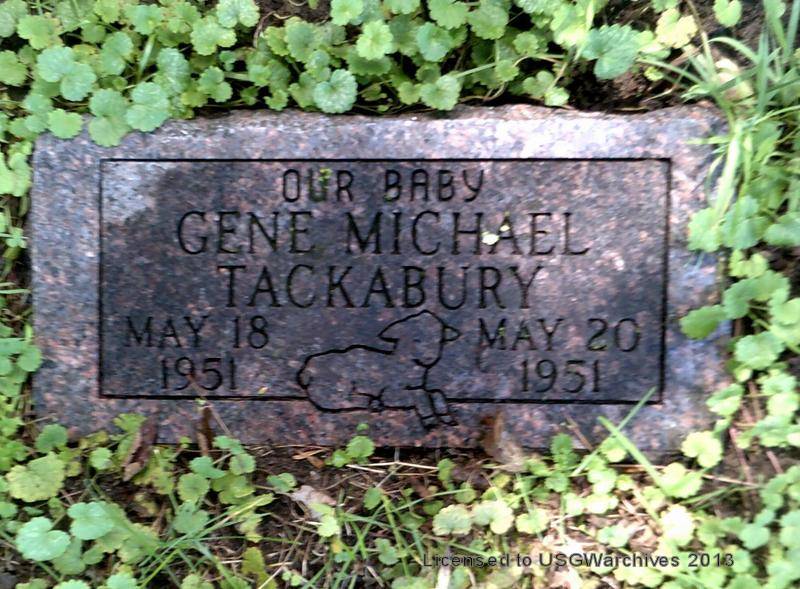 OUR BABY
GENE MICHAEL
TACKABURY
MAY 18 MAY 20
1951 1951
Licensed to USGWarchives 2013